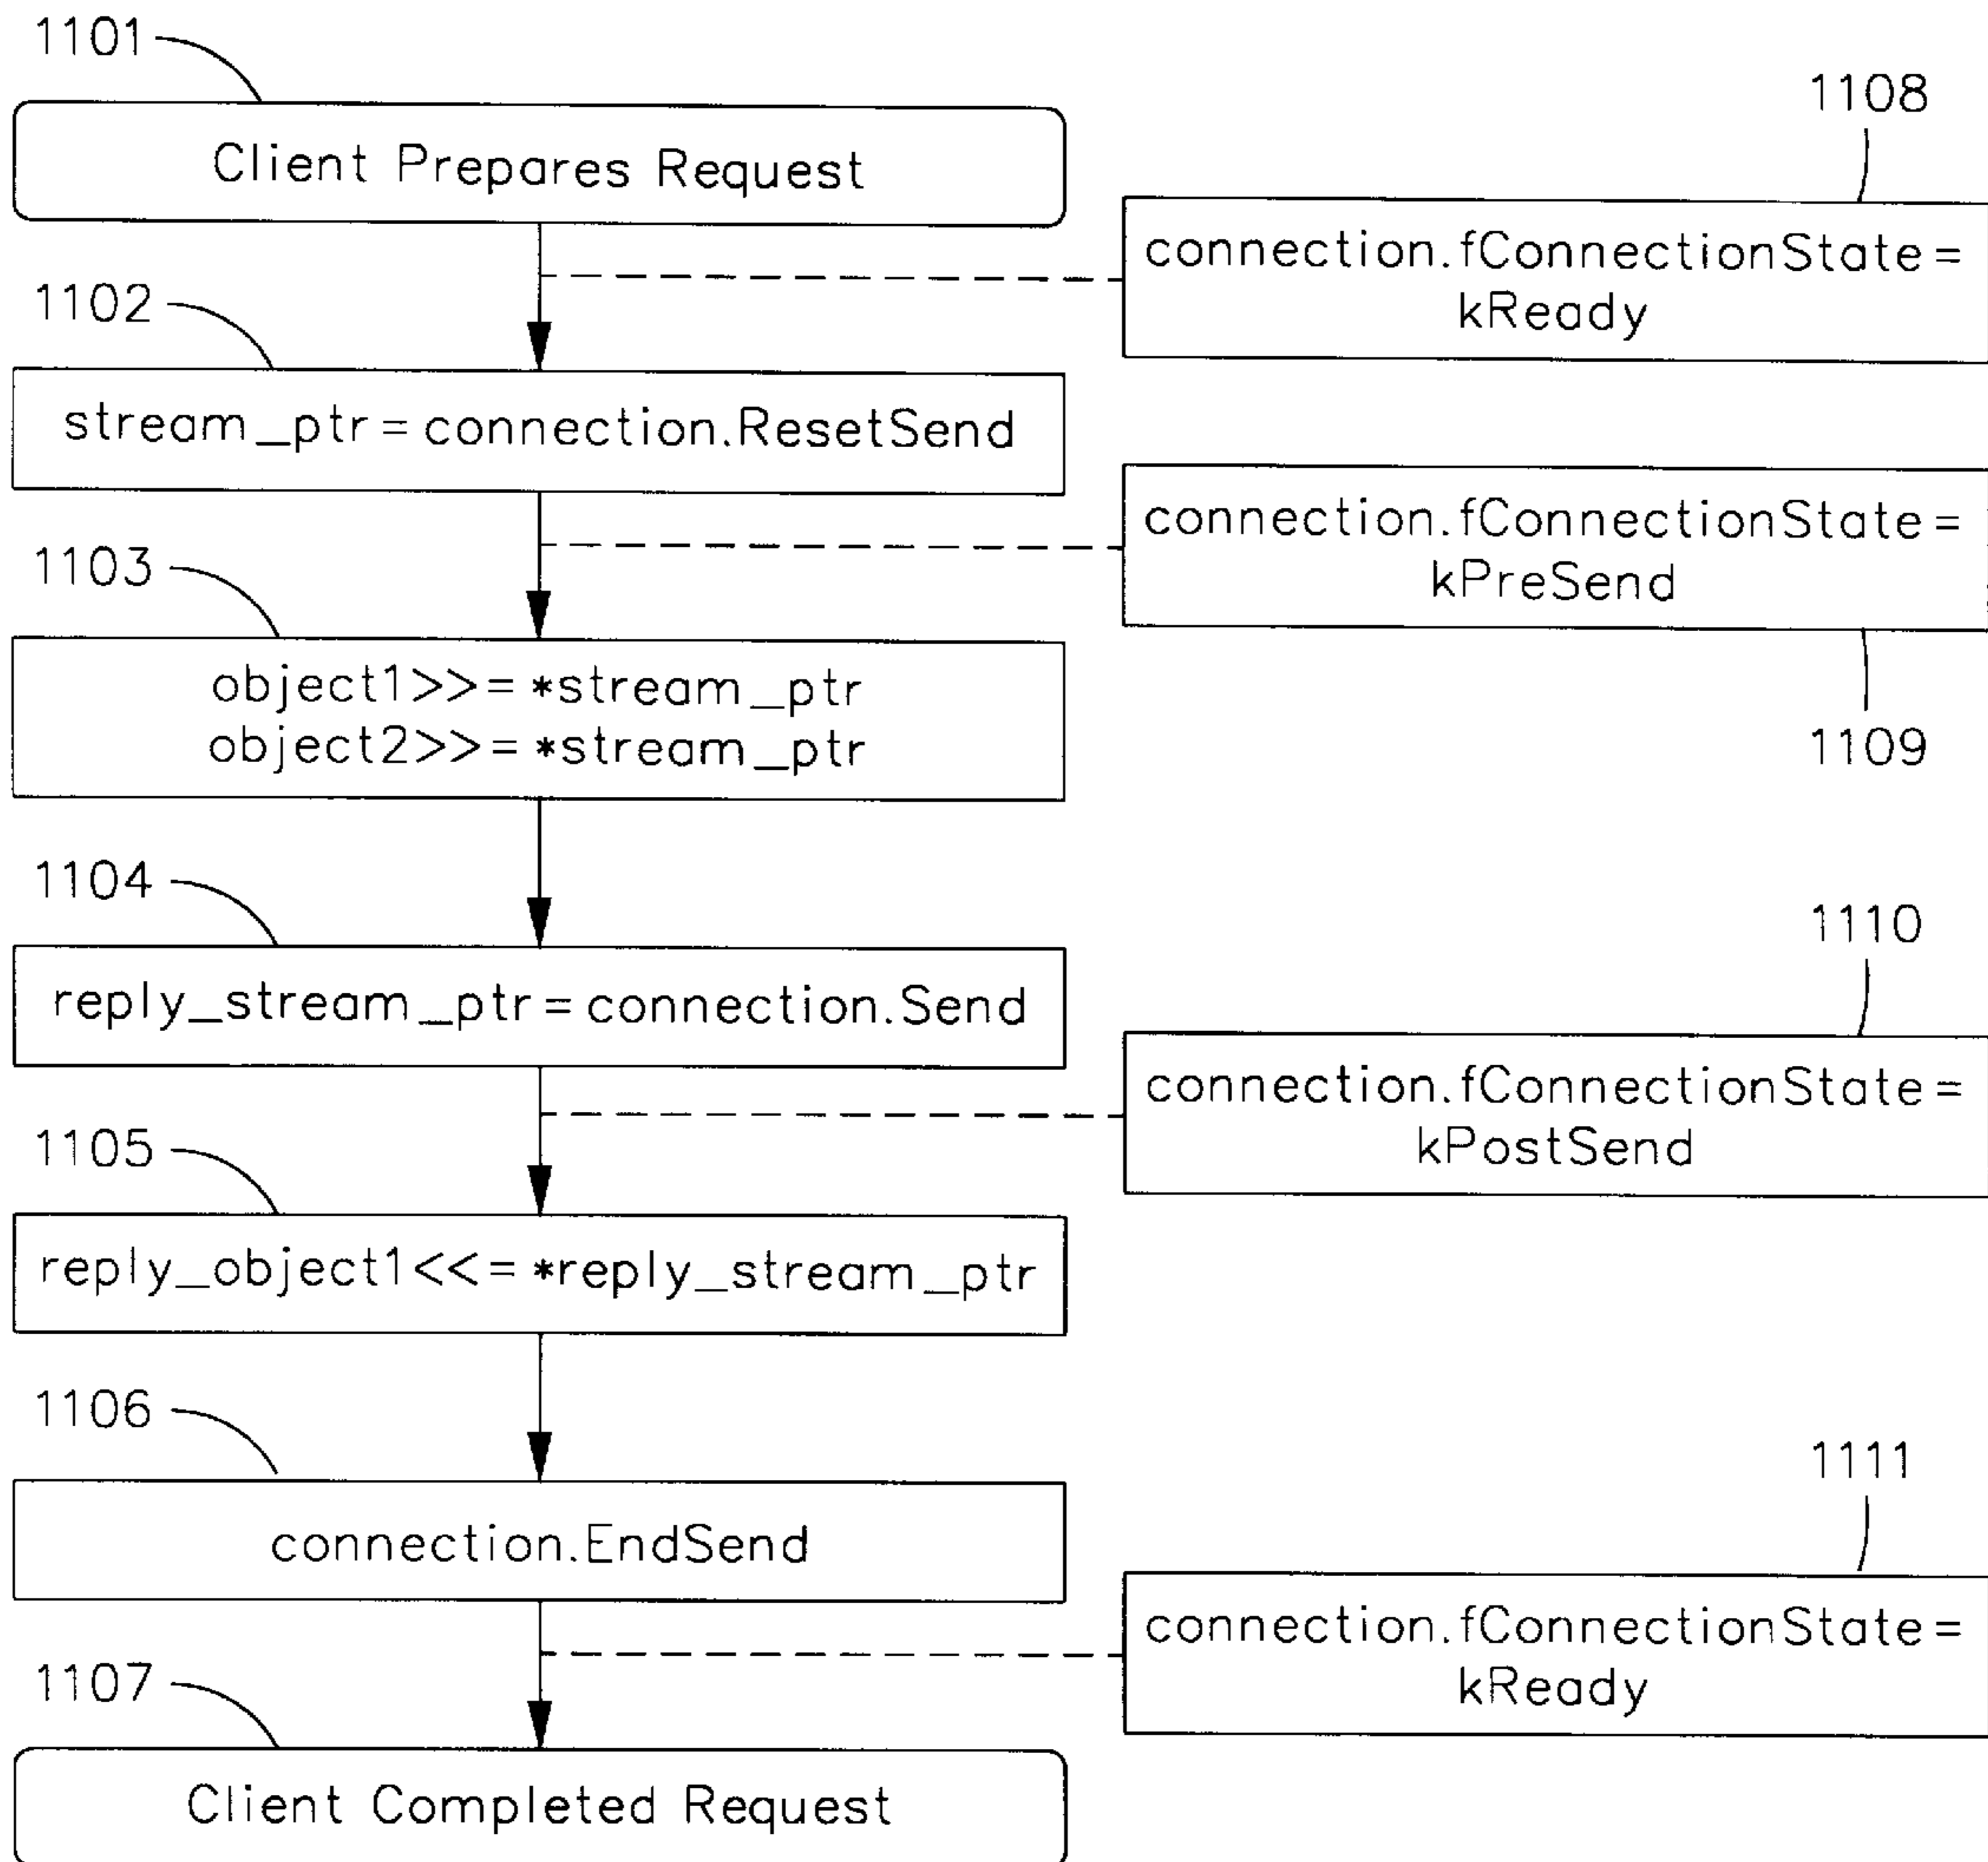 1101
Client Prepares Request
1108
connection.fConnectionState=
kReady
1102
stream_ptr=connection.ResetSend
connection.fConnectionState=
kPreSend
1109
1103
object1>>=*stream_ptr
object2>>=*stream_ptr
1104
reply_stream_ptr=connection.Send
1110
connection.fConnectionState=
kPostSend
1105
reply_object1<<=*reply_stream_ptr
1106
connection.EndSend
1111
connection.fConnectionState=
kReady
1107
Client Completed Request